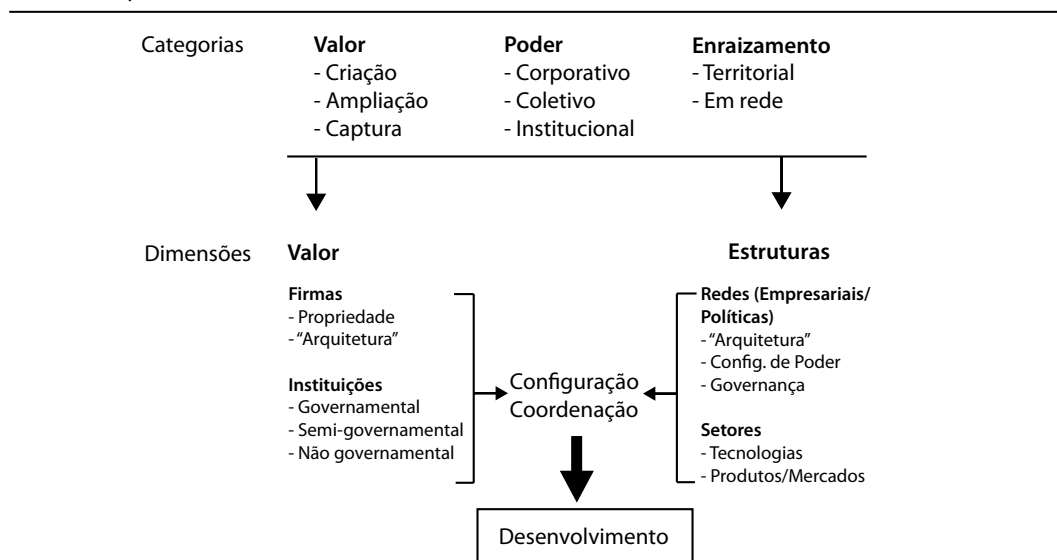 Categorias
Valor
- Criação
- Ampliação
- Captura
Poder
- Corporativo
- Coletivo
- Institucional
Enraizamento
- Territorial
- Em rede
Dimensões
Valor
Firmas
- Propriedade
- “Arquitetura”
Instituições
- Governamental
- Semi-governamental
- Não governamental
Configuração
Coordenação
Estruturas
Redes (Empresariais/
Políticas)
- “Arquitetura”
- Config. de Poder
- Governança
Setores
- Tecnologias
- Produtos/Mercados
Desenvolvimento